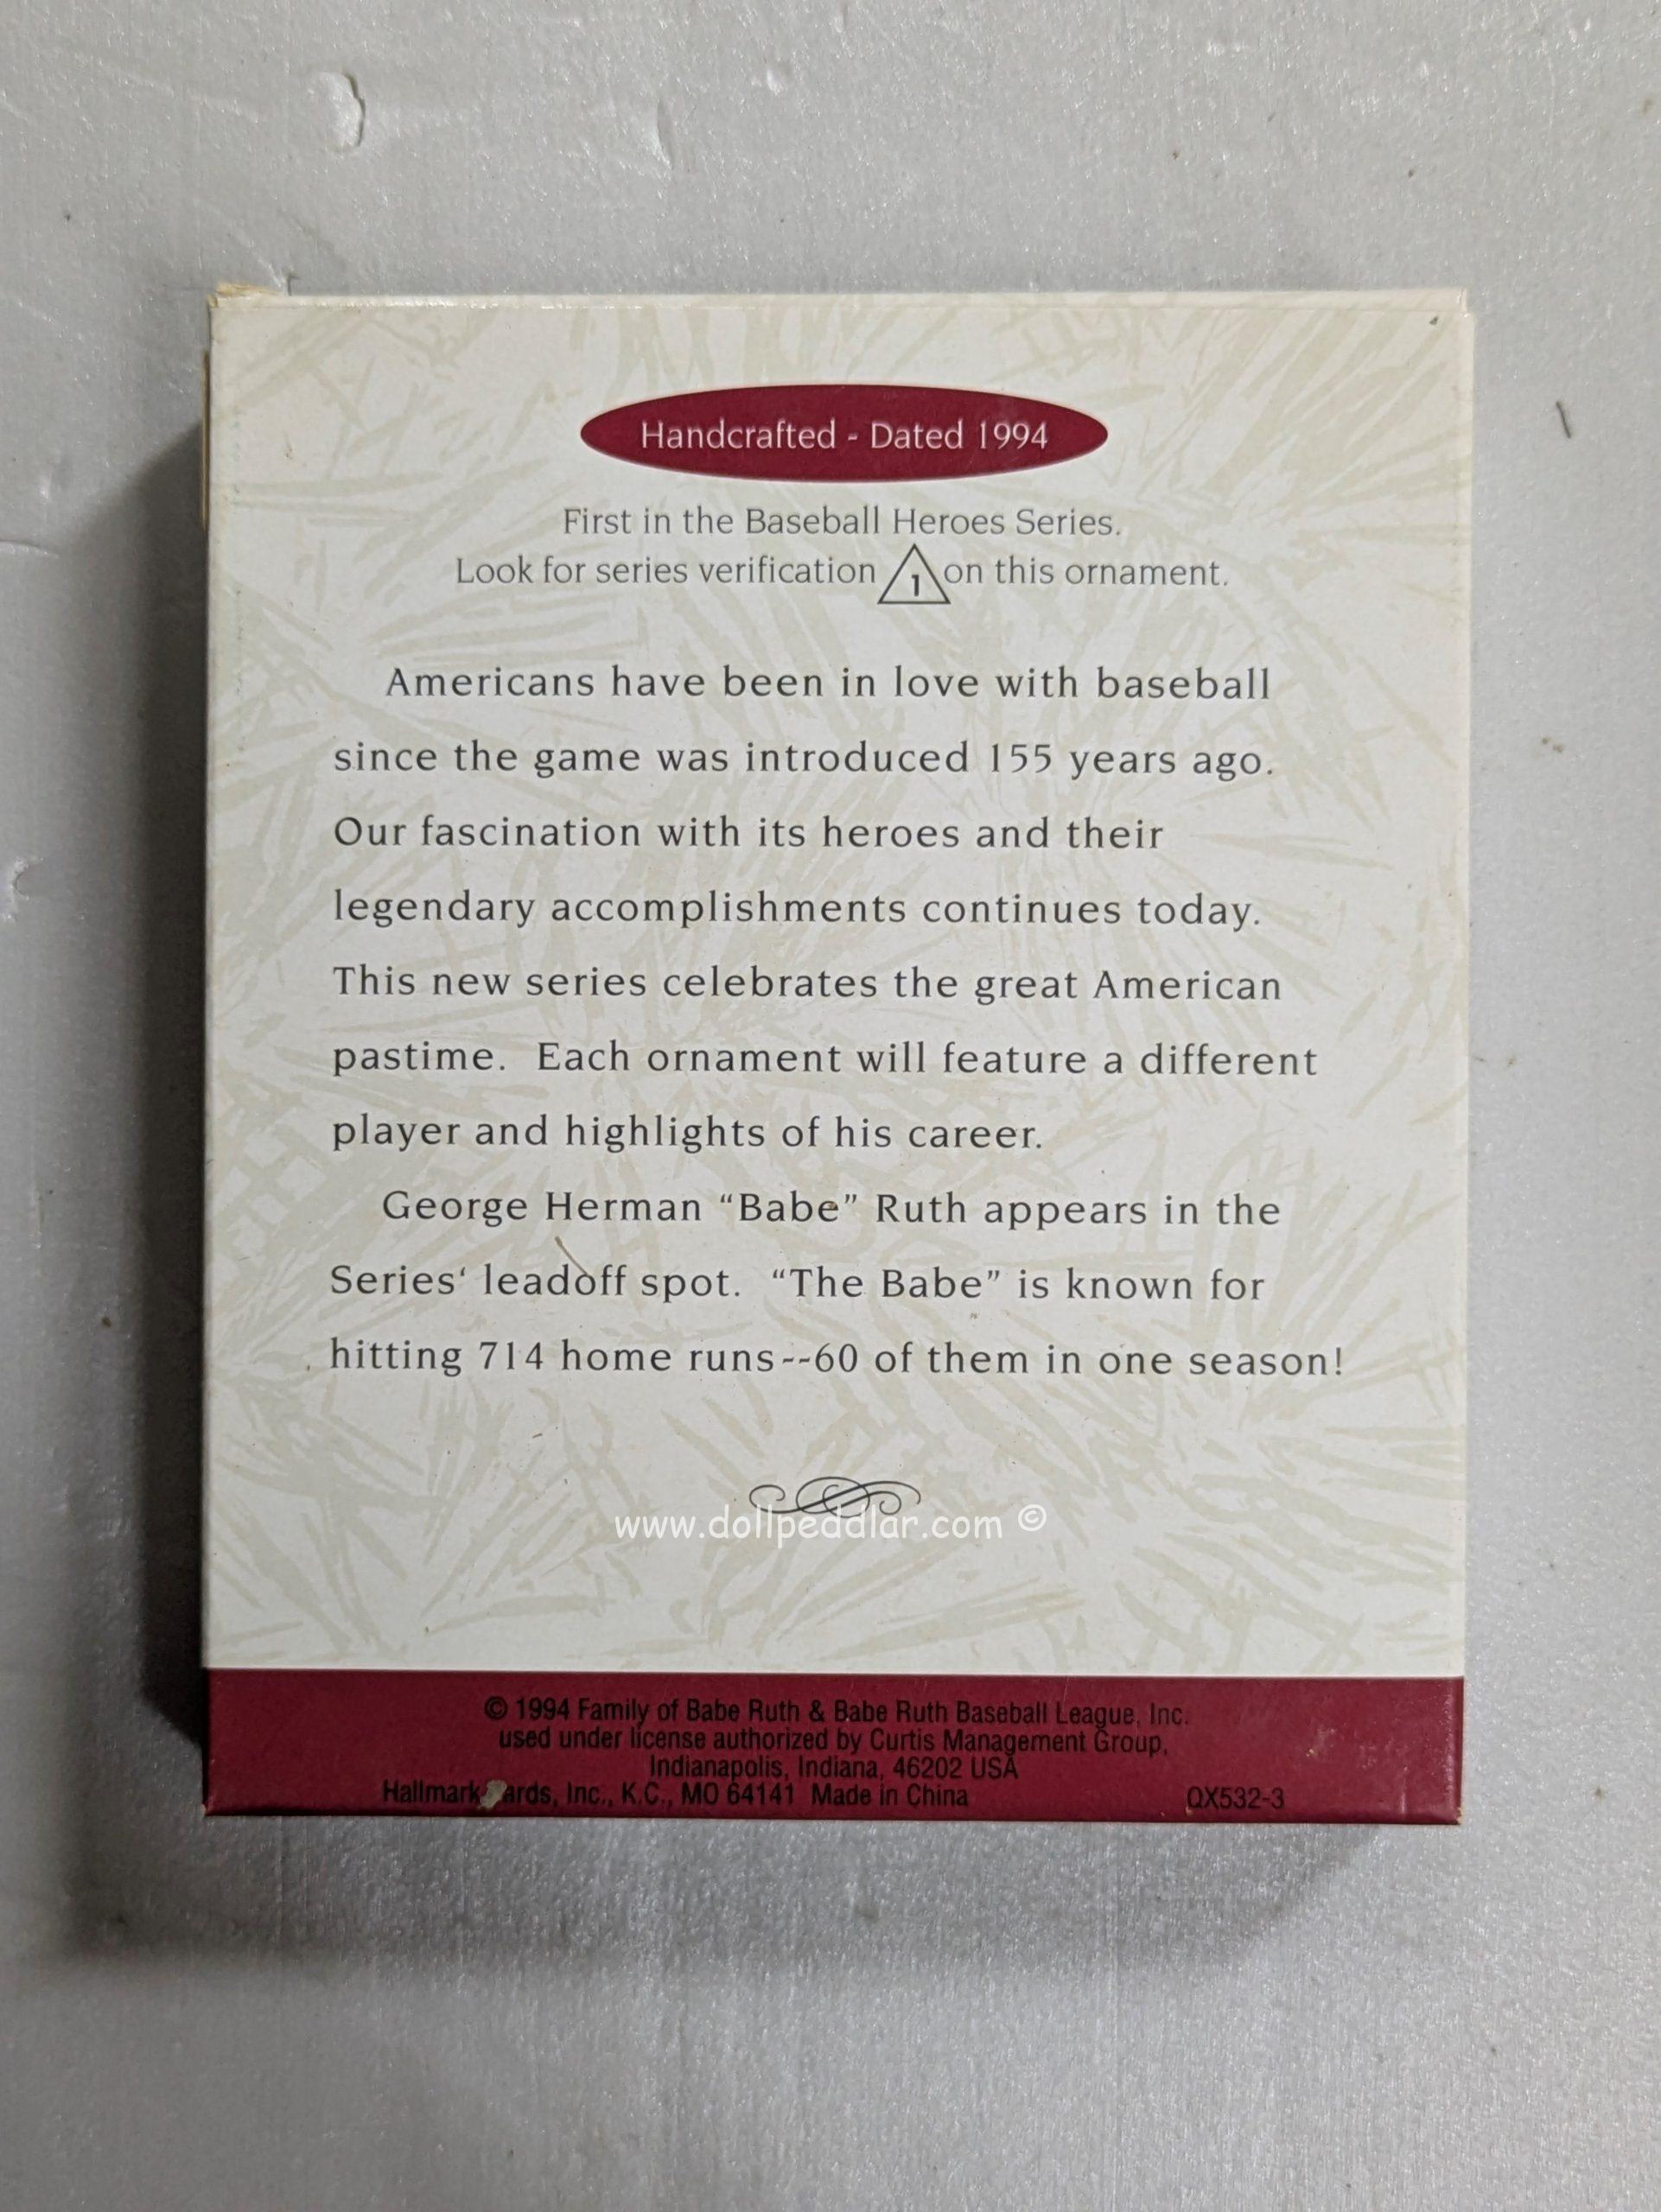 Handcrafted - Dated 1994
First in the Baseball Heroes Series.
Look for series verification 1 on this ornament.
Americans have been in love with baseball
since the game was introduced 155 years ago.
Our fascination with its heroes and their
legendary accomplishments continues today.
This new series celebrates the great American
pastime. Each ornament will feature a different
player and highlights of his career.
George Herman “Babe” Ruth appears in the
Series‘ leadoff spot. “The Babe” is known for
hitting 714 home runs--60 of them in one season!
www.dollpeddlar.com ©
© 1994 Family of Babe Ruth & Babe Ruth Baseball League, Inc.
used under license authorized by Curtis Management Group,
Indianapolis, Indiana, 46202 USA
Hallmark ards, Inc., K.C., MO 64141 Made in China QX532-3